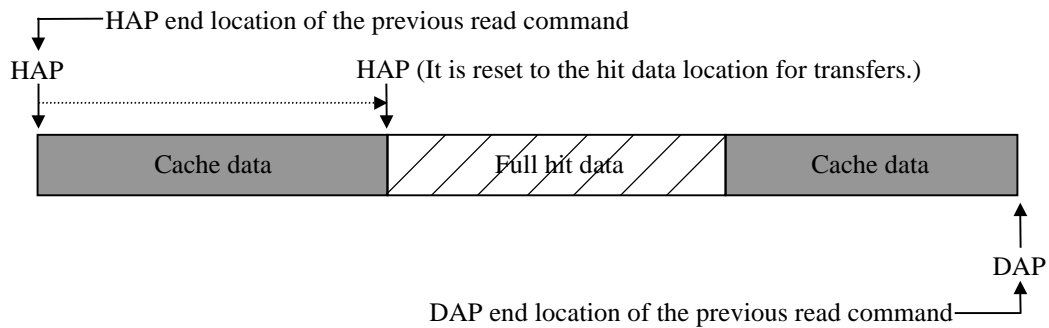 HAP end location of the previous read command
HAP
HAP (It is reset to the hit data location for transfers.)
Cache data
Full hit data
Cache data
DAP
DAP end location of the previous read command